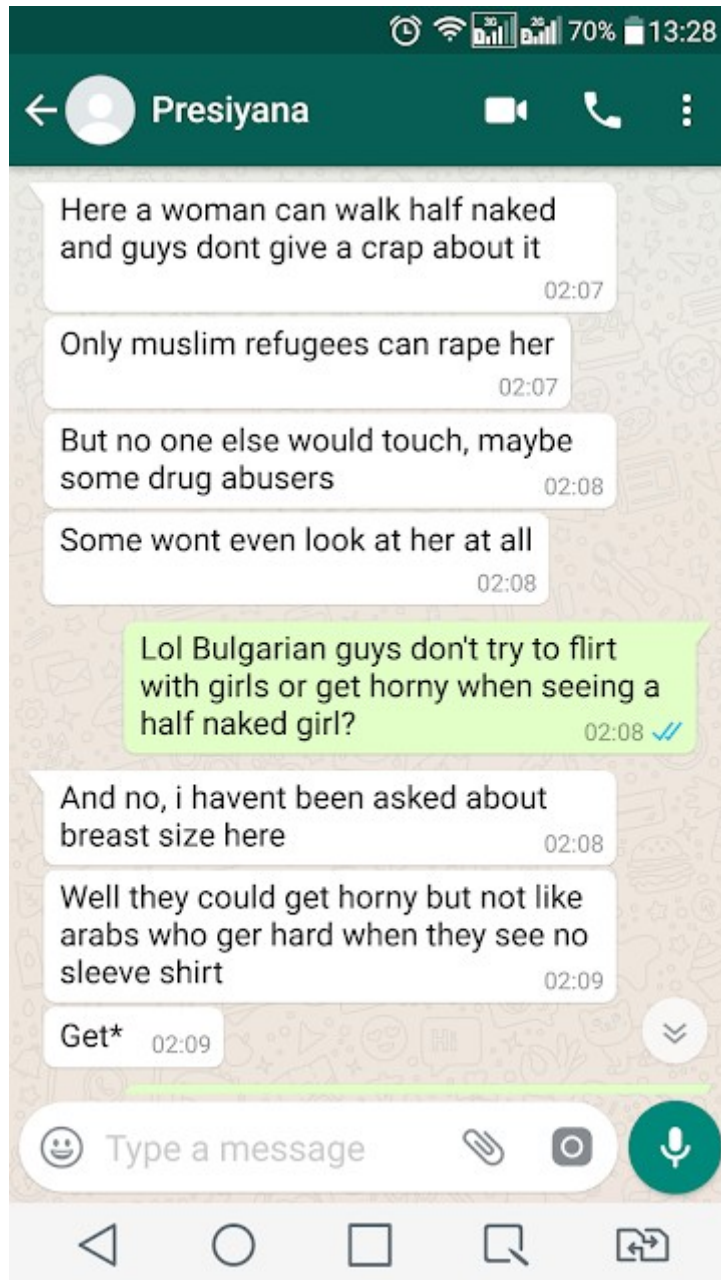 70% 13:28
Presiyana
Here a woman can walk half naked
and guys dont give a crap about it
02:07
Only muslim refugees can rape her
02:07
But no one else would touch, maybe
some drug abusers
02:08
Some wont even look at her at all
02:08
Lol Bulgarian guys don't try to flirt
with girls or get horny when seeing a
half naked girl?
02:08
And no, i havent been asked about
breast size here
02:08
Well they could get horny but not like
arabs who ger hard when they see no
sleeve shirt
02:09
Get* 02:09
Type a message